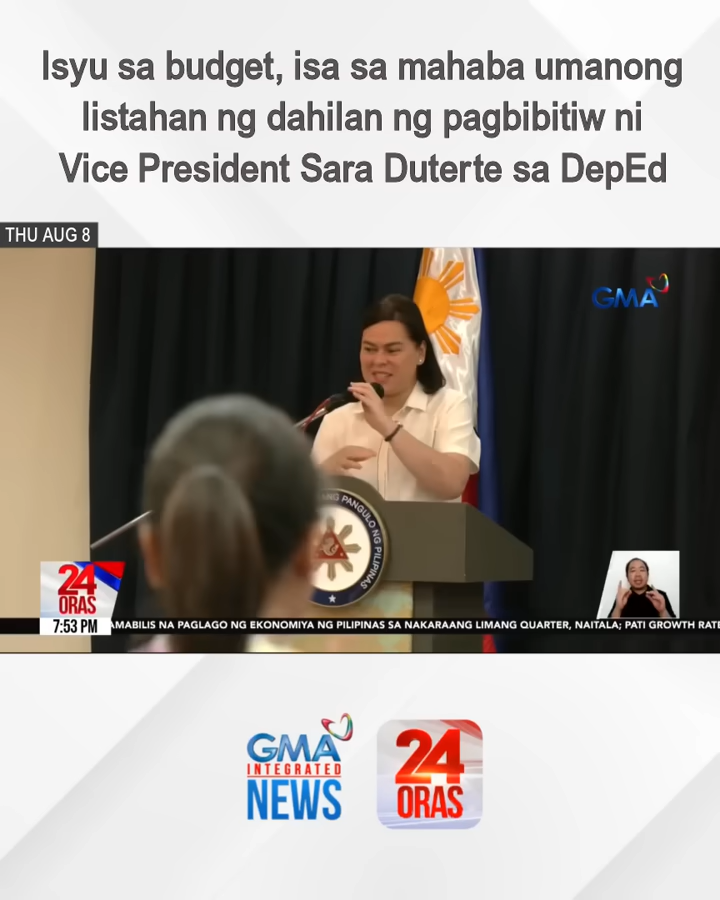 Isyu sa budget, isa sa mahaba umanong
listahan ng dahilan ng pagbibitiw ni
Vice President Sara Duterte sa DepEd
THU AUG 8
GMA
ANG PANGULO NG PILIPINAS
24
ORAS
7:53 PM
AMABILIS NA PAGLAGO NG EKONOMIYA NG PILIPINAS SA NAKARAANG LIMANG QUARTER, NAITALA; PATI GROWTH RATE
GMA
INTEGRATED
NEWS
24
ORAS